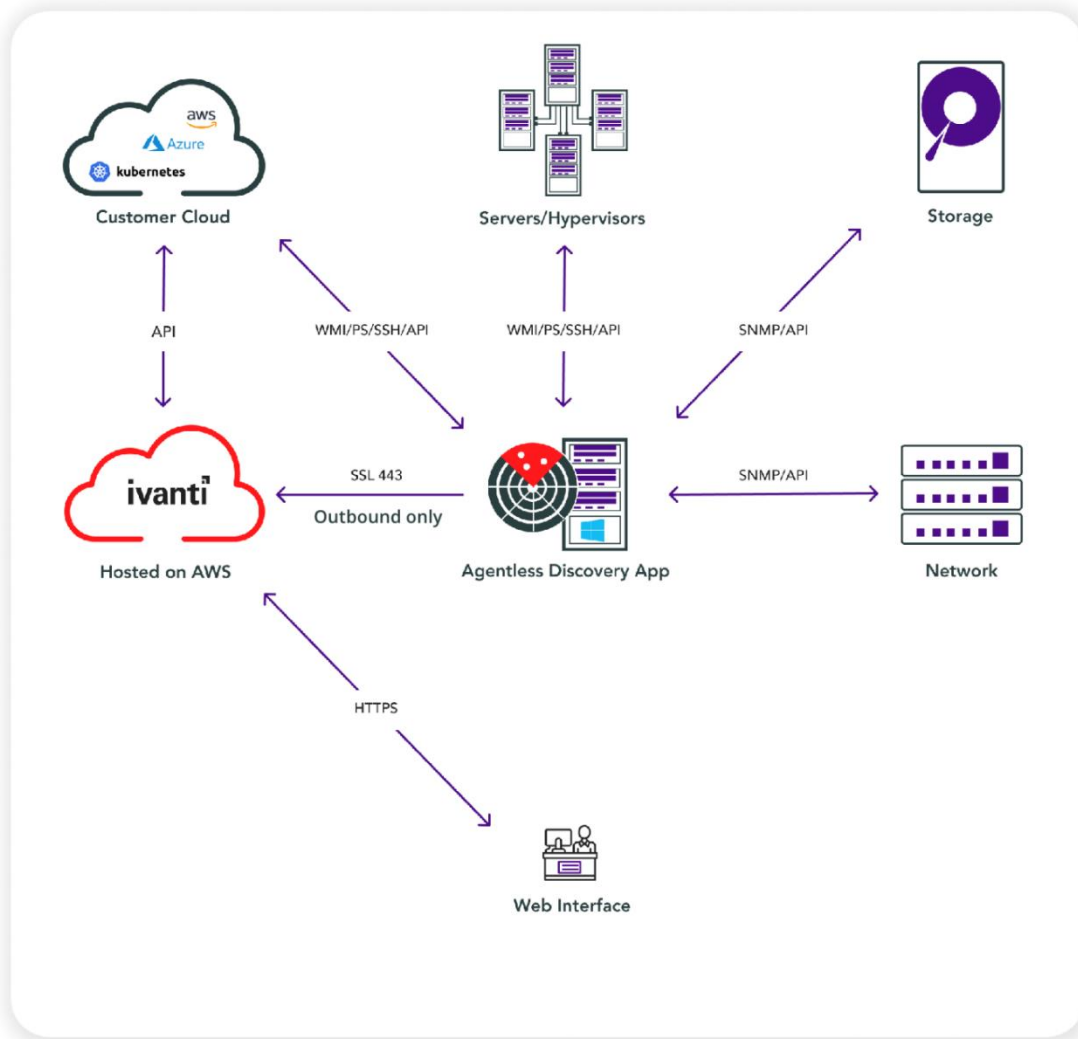 aws
Azure
kubernetes
Customer Cloud
Servers/Hypervisors
Storage
API
WMI/PS/SSH/API
WMI/PS/SSH/API
SNMP/API
ivanti
Hosted on AWS
SSL 443
Outbound only
Agentless Discovery App
SNMP/API
Network
HTTPS
Web Interface